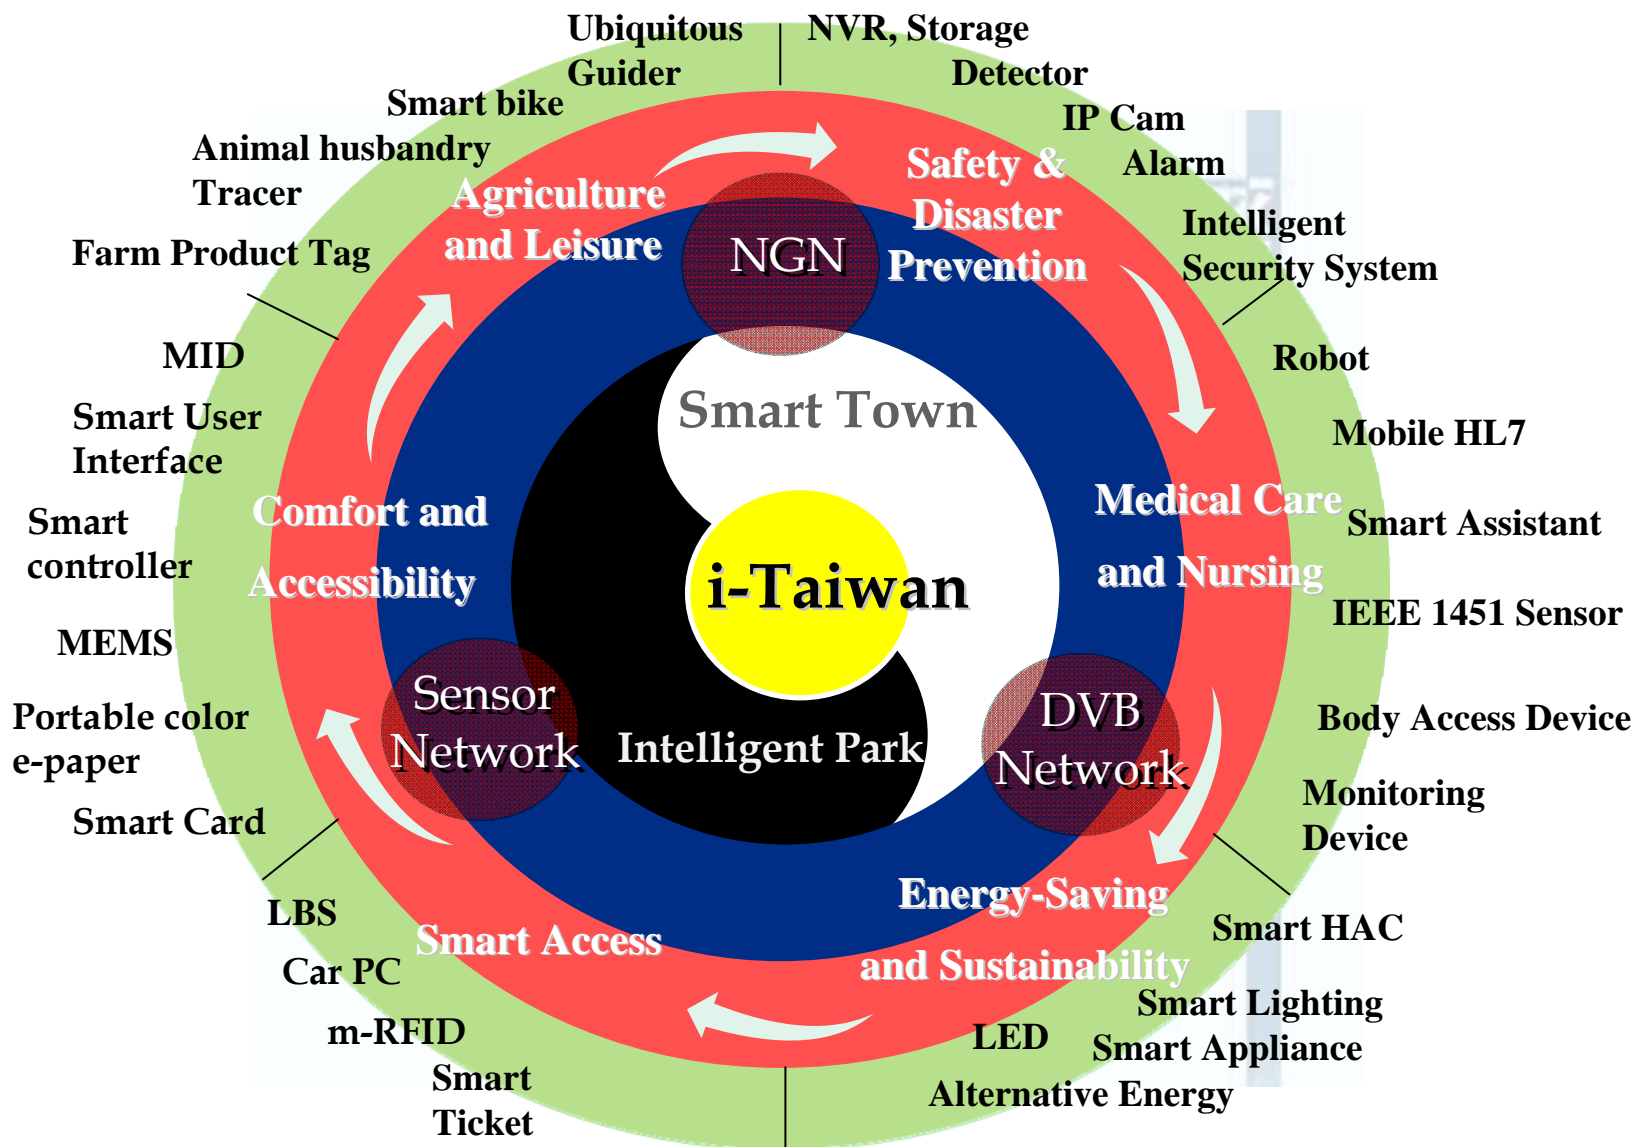 Ubiquitous
Guider
NVR, Storage
Detector
Smart bike
IP Cam
Animal husbandry
Tracer
Alarm
Agriculture
and Leisure
Safety &
Disaster
Prevention
Intelligent
Security System
Farm Product Tag
NGN
MID
Robot
Smart User
Interface
Smart Town
Mobile HL7
Smart
controller
Comfort and
Accessibility
Medical Care
and Nursing
Smart Assistant
i-Taiwan
IEEE 1451 Sensor
MEMS
Sensor
Network
DVB
Network
Body Access Device
Portable color
e-paper
Intelligent Park
Monitoring
Device
Smart Card
Energy-Saving
and Sustainability
LBS
Smart Access
Smart HAC
Car PC
Smart Lighting
m-RFID
LED
Smart Appliance
Smart
Ticket
Alternative Energy